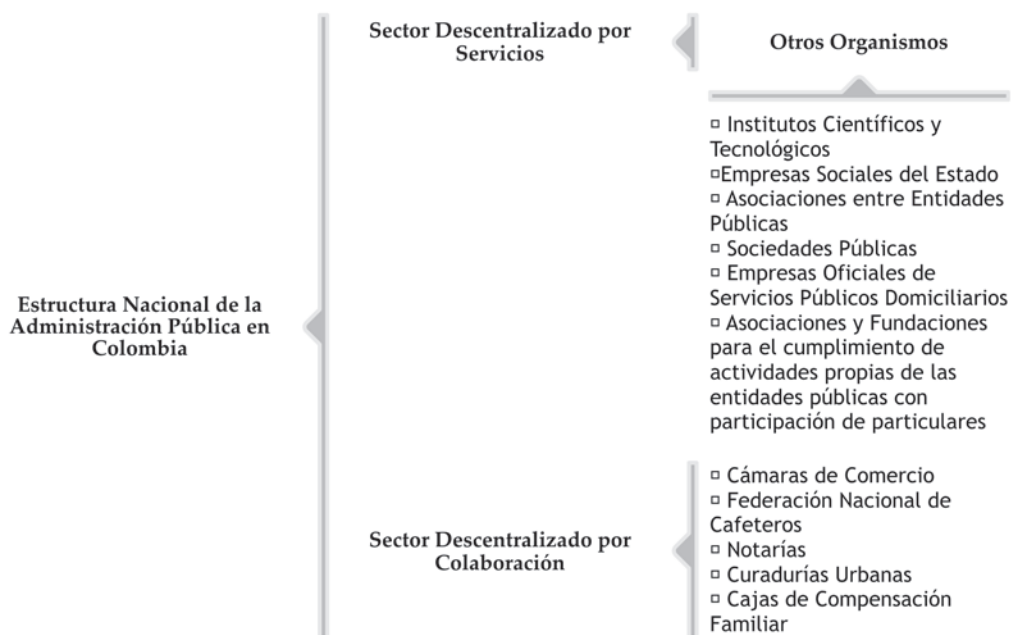 Estructura Nacional de la
Administración Pública en
Colombia
Sector Descentralizado por
Servicios
Otros Organismos
▫ Institutos Científicos y
Tecnológicos
▫Empresas Sociales del Estado
▫ Asociaciones entre Entidades
Públicas
▫ Sociedades Públicas
▫ Empresas Oficiales de
Servicios Públicos Domiciliarios
▫ Asociaciones y Fundaciones
para el cumplimiento de
actividades propias de las
entidades públicas con
participación de particulares
Sector Descentralizado por
Colaboración
▫ Cámaras de Comercio
▫ Federación Nacional de
Cafeteros
▫ Notarías
▫ Curadurías Urbanas
▫ Cajas de Compensación
Familiar